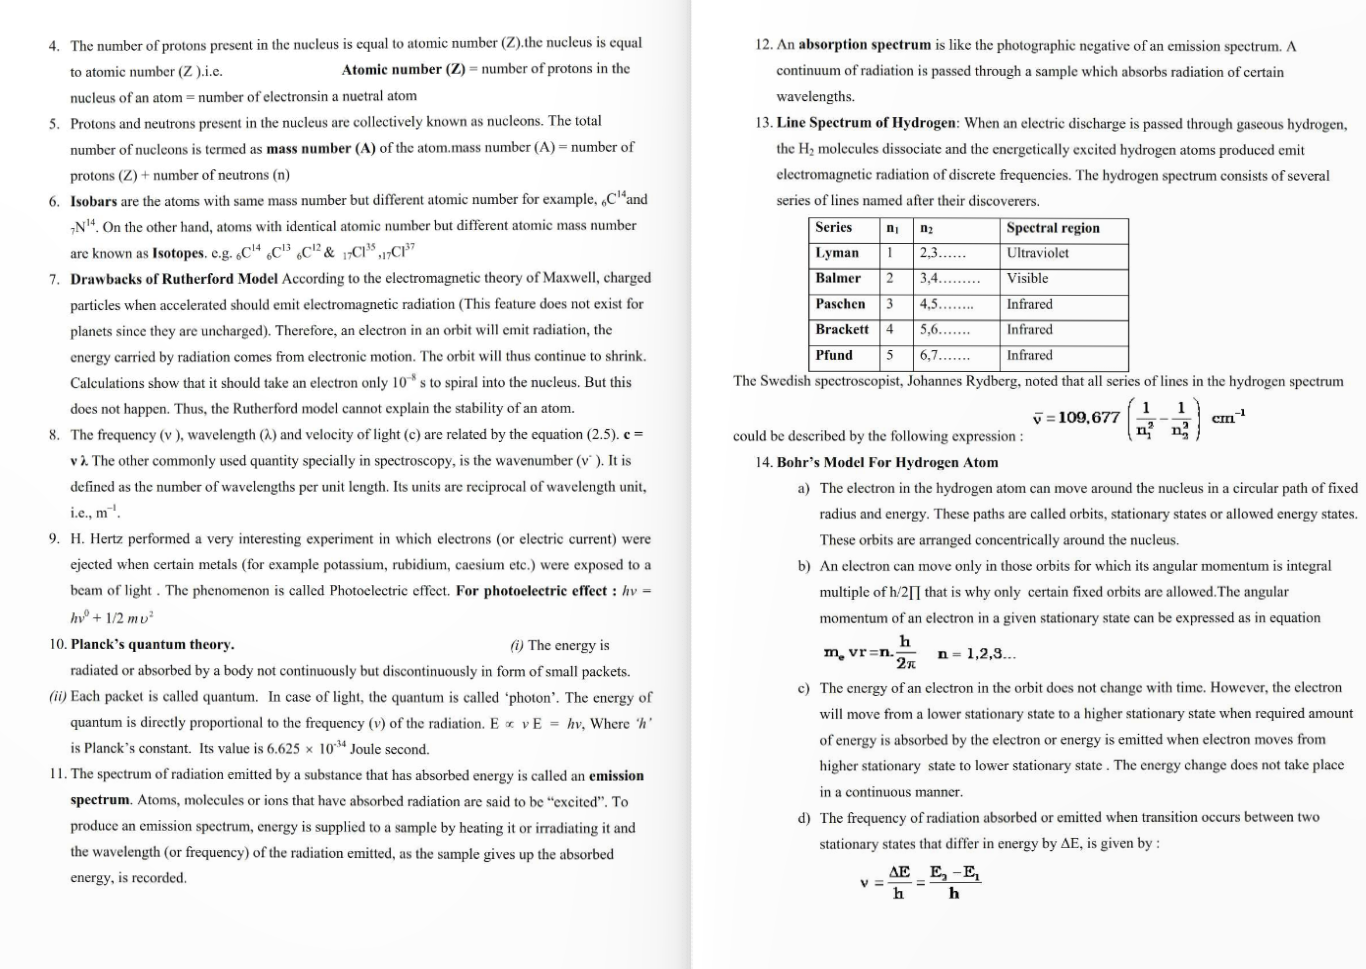 4. The number of protons present in the nucleus is equal to atomic number (Z).the nucleus is equal
to atomic number (Z ).i.e. Atomic number (Z) = number of protons in the
nucleus of an atom = number of electronsin a nuetral atom
5. Protons and neutrons present in the nucleus are collectively known as nucleons. The total
number of nucleons is termed as mass number (A) of the atom.mass number (A) = number of
protons (Z) + number of neutrons (n)
6. Isobars are the atoms with same mass number but different atomic number for example, ₆C¹⁴and
₇N¹⁴. On the other hand, atoms with identical atomic number but different atomic mass number
are known as Isotopes. e.g. ₆C¹⁴ ₆C¹³ ₆C¹² & ₁₇Cl³⁵ ,₁₇Cl³⁷
7. Drawbacks of Rutherford Model According to the electromagnetic theory of Maxwell, charged
particles when accelerated should emit electromagnetic radiation (This feature does not exist for
planets since they are uncharged). Therefore, an electron in an orbit will emit radiation, the
energy carried by radiation comes from electronic motion. The orbit will thus continue to shrink.
Calculations show that it should take an electron only 10⁻⁸ s to spiral into the nucleus. But this
does not happen. Thus, the Rutherford model cannot explain the stability of an atom.
8. The frequency (ν ), wavelength (λ) and velocity of light (c) are related by the equation (2.5). c =
ν λ The other commonly used quantity specially in spectroscopy, is the wavenumber (ν⁻ ). It is
defined as the number of wavelengths per unit length. Its units are reciprocal of wavelength unit,
i.e., m⁻¹.
9. H. Hertz performed a very interesting experiment in which electrons (or electric current) were
ejected when certain metals (for example potassium, rubidium, caesium etc.) were exposed to a
beam of light . The phenomenon is called Photoelectric effect. For photoelectric effect : hν =
hν⁰ + 1/2 mυ²
10. Planck's quantum theory. (i) The energy is
radiated or absorbed by a body not continuously but discontinuously in form of small packets.
(ii) Each packet is called quantum. In case of light, the quantum is called ‘photon’. The energy of
quantum is directly proportional to the frequency (ν) of the radiation. E ∝ ν E = hν, Where ‘h’
is Planck's constant. Its value is 6.625 × 10⁻³⁴ Joule second.
11. The spectrum of radiation emitted by a substance that has absorbed energy is called an emission
spectrum. Atoms, molecules or ions that have absorbed radiation are said to be “excited”. To
produce an emission spectrum, energy is supplied to a sample by heating it or irradiating it and
the wavelength (or frequency) of the radiation emitted, as the sample gives up the absorbed
energy, is recorded.
12. An absorption spectrum is like the photographic negative of an emission spectrum. A
continuum of radiation is passed through a sample which absorbs radiation of certain
wavelengths.
13. Line Spectrum of Hydrogen: When an electric discharge is passed through gaseous hydrogen,
the H₂ molecules dissociate and the energetically excited hydrogen atoms produced emit
electromagnetic radiation of discrete frequencies. The hydrogen spectrum consists of several
series of lines named after their discoverers.
Series n₁ n₂ Spectral region
Lyman 1 2,3...... Ultraviolet
Balmer 2 3,4......... Visible
Paschen 3 4,5........ Infrared
Brackett 4 5,6....... Infrared
Pfund 5 6,7....... Infrared
The Swedish spectroscopist, Johannes Rydberg, noted that all series of lines in the hydrogen spectrum
could be described by the following expression : ν̄ = 109,677 (1/n₁² − 1/n₂²) cm⁻¹
14. Bohr's Model For Hydrogen Atom
a) The electron in the hydrogen atom can move around the nucleus in a circular path of fixed
radius and energy. These paths are called orbits, stationary states or allowed energy states.
These orbits are arranged concentrically around the nucleus.
b) An electron can move only in those orbits for which its angular momentum is integral
multiple of h/2∏ that is why only certain fixed orbits are allowed.The angular
momentum of an electron in a given stationary state can be expressed as in equation
mₑ vr =n. h/2π n = 1,2,3...
c) The energy of an electron in the orbit does not change with time. However, the electron
will move from a lower stationary state to a higher stationary state when required amount
of energy is absorbed by the electron or energy is emitted when electron moves from
higher stationary state to lower stationary state . The energy change does not take place
in a continuous manner.
d) The frequency of radiation absorbed or emitted when transition occurs between two
stationary states that differ in energy by ΔE, is given by :
ν = ΔE/h = E₂ − E₁/h